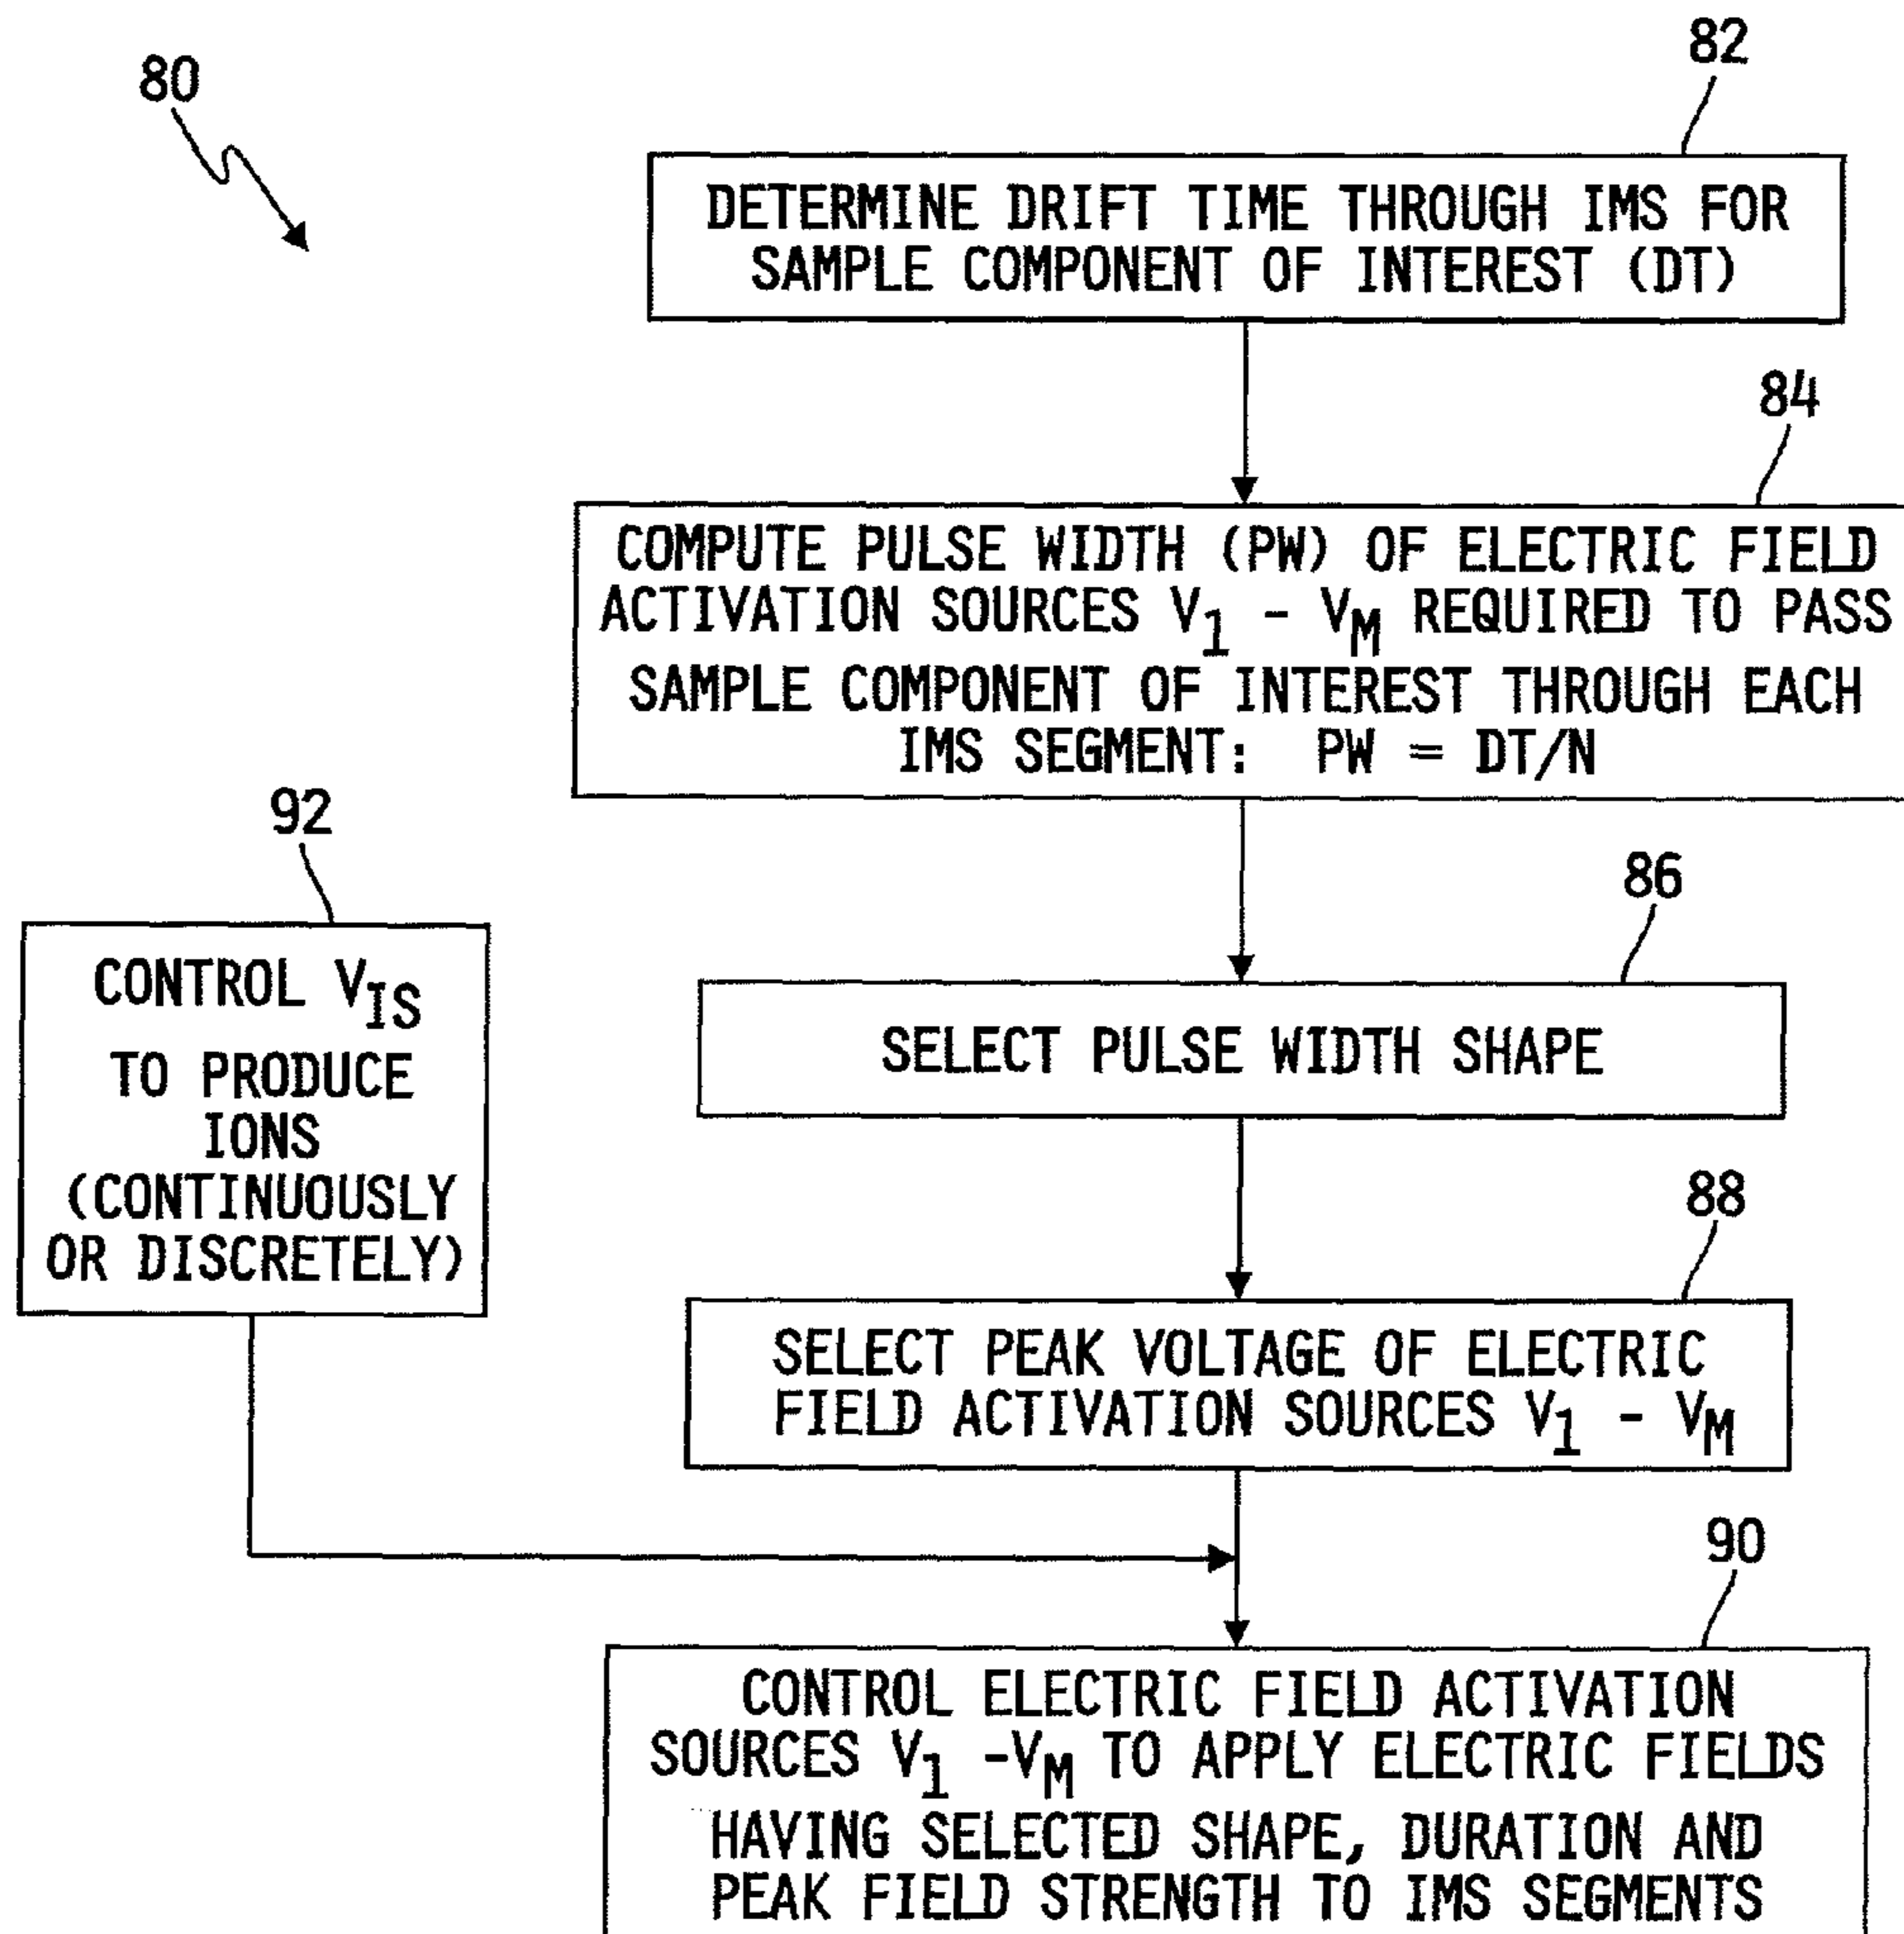 80
82
DETERMINE DRIFT TIME THROUGH IMS FOR
SAMPLE COMPONENT OF INTEREST (DT)
84
COMPUTE PULSE WIDTH (PW) OF ELECTRIC FIELD
ACTIVATION SOURCES V1 - VM REQUIRED TO PASS
SAMPLE COMPONENT OF INTEREST THROUGH EACH
IMS SEGMENT: PW = DT/N
92
CONTROL VIS
TO PRODUCE
IONS
(CONTINUOUSLY
OR DISCRETELY)
86
SELECT PULSE WIDTH SHAPE
88
SELECT PEAK VOLTAGE OF ELECTRIC
FIELD ACTIVATION SOURCES V1 - VM
90
CONTROL ELECTRIC FIELD ACTIVATION
SOURCES V1 -VM TO APPLY ELECTRIC FIELDS
HAVING SELECTED SHAPE, DURATION AND
PEAK FIELD STRENGTH TO IMS SEGMENTS